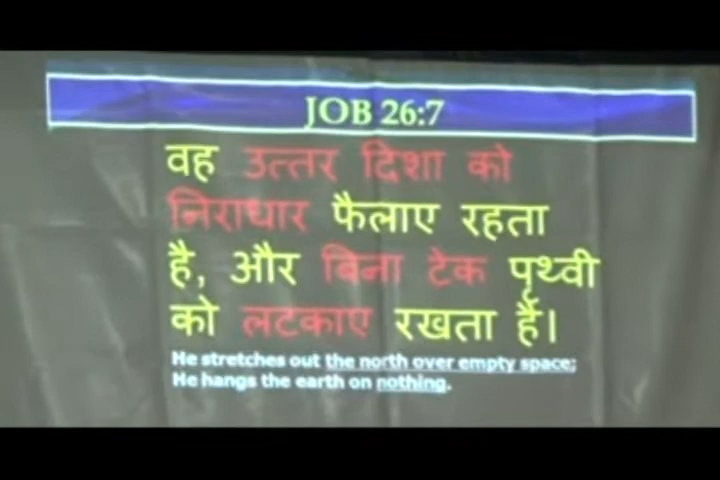 JOB 26:7
वह उत्तर दिशा को
निराधार फैलाए रहता
है, और बिना टेक पृथ्वी
को लटकाए रखता है।
He stretches out the north over empty space;
He hangs the earth on nothing.